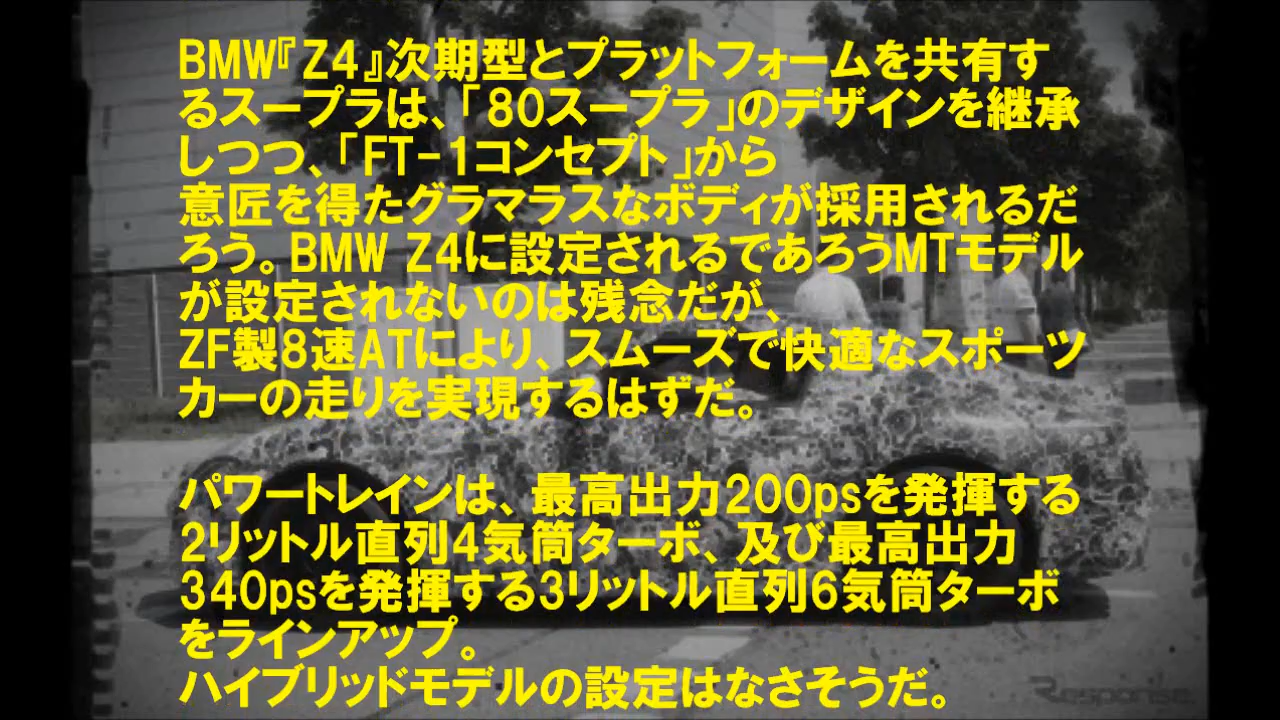 BMW『Z4』次期型とプラットフォームを共有す
るスープラは、「80スープラ」のデザインを継承
しつつ、「FT-1コンセプト」から
意匠を得たグラマラスなボディが採用されるだ
ろう。BMW Z4に設定されるであろうMTモデル
が設定されないのは残念だが、
ZF製8速ATにより、スムーズで快適なスポーツ
カーの走りを実現するはずだ。
パワートレインは、最高出力200psを発揮する
2リットル直列4気筒ターボ、及び最高出力
340psを発揮する3リットル直列6気筒ターボ
をラインアップ。
ハイブリッドモデルの設定はなさそうだ。
Response